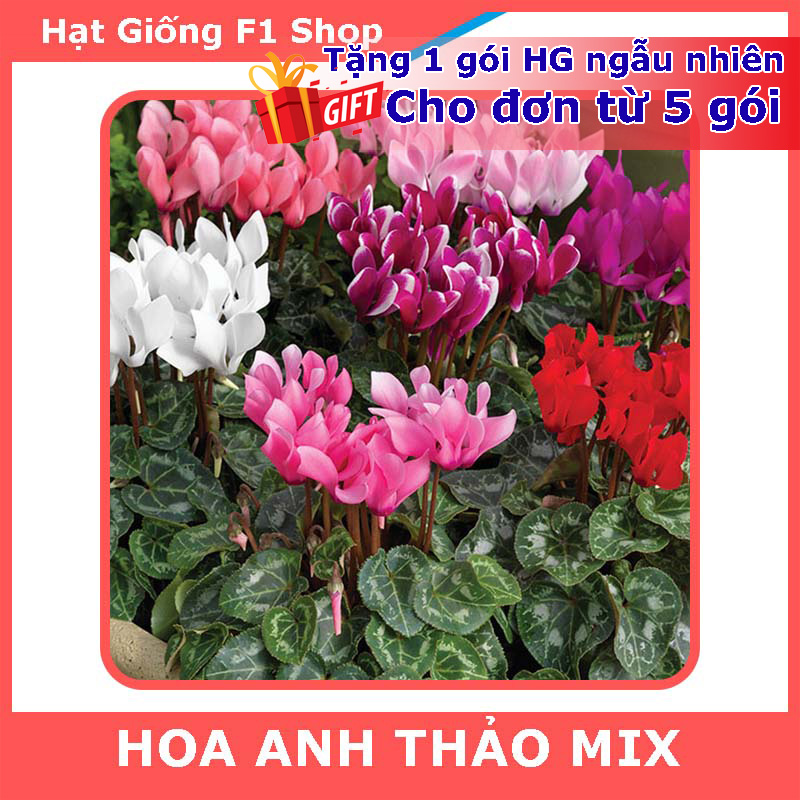 Hạt Giống F1 Shop
Tặng 1 gói HG ngẫu nhiên
GIFT
Cho đơn từ 5 gói
HOA ANH THẢO MIX